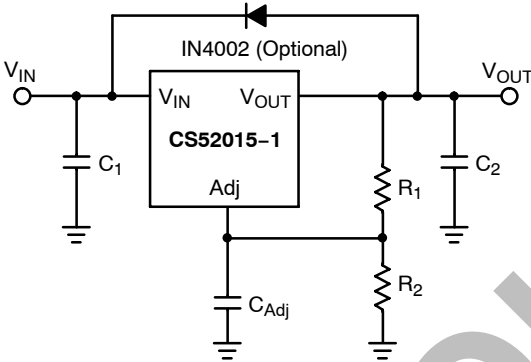 IN4002 (Optional)
V_IN
V_OUT
V_IN V_OUT
CS52015−1
Adj
C_1
R_1
C_2
R_2
C_Adj